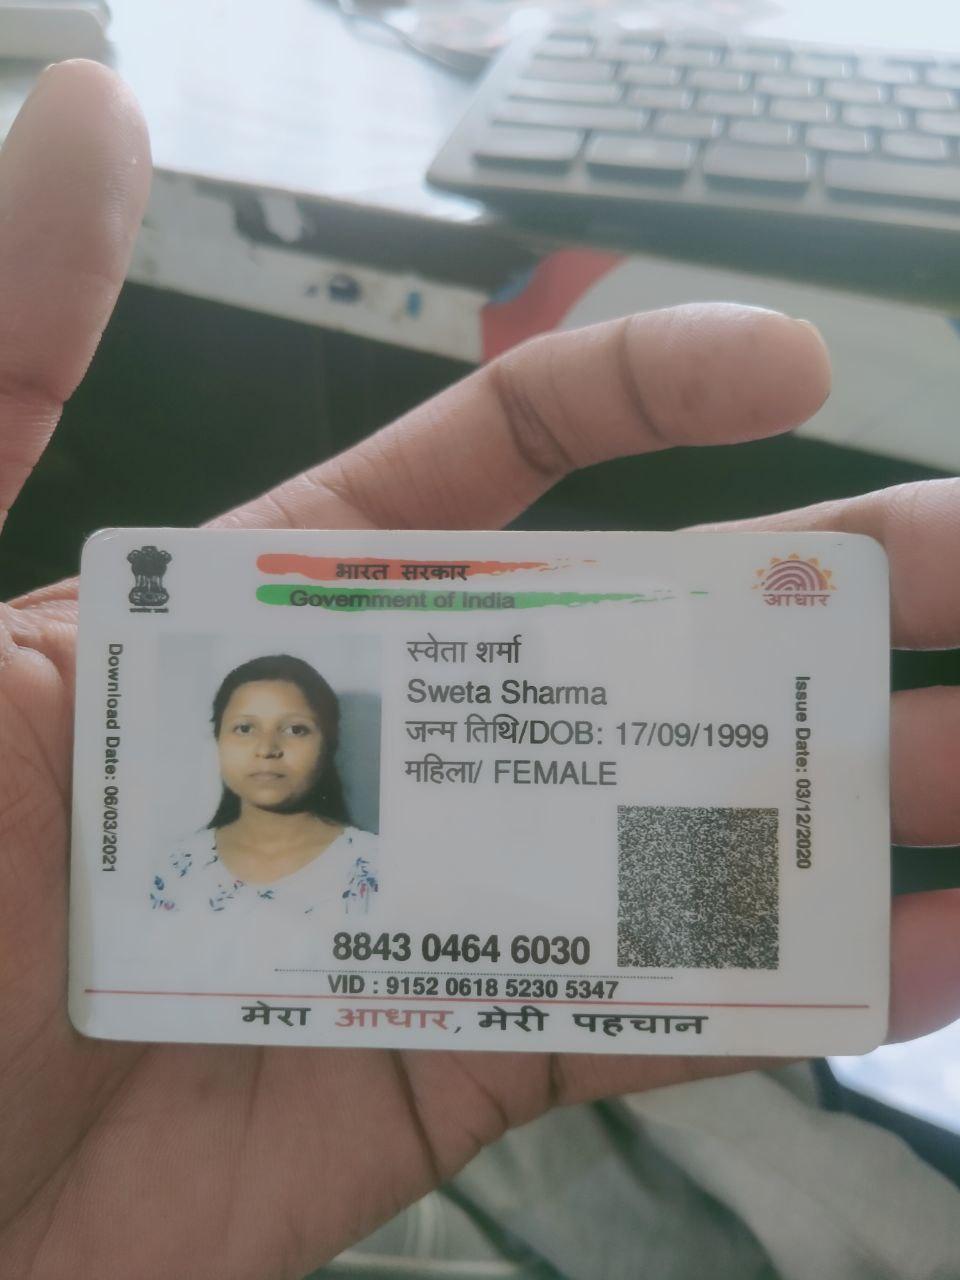 भारत सरकार
Government of India
आधार
Download Date: 06/03/2021
स्वेता शर्मा
Sweta Sharma
जन्म तिथि/DOB: 17/09/1999
महिला/ FEMALE
Issue Date: 03/12/2020
8843 0464 6030
VID : 9152 0618 5230 5347
मेरा आधार, मेरी पहचान